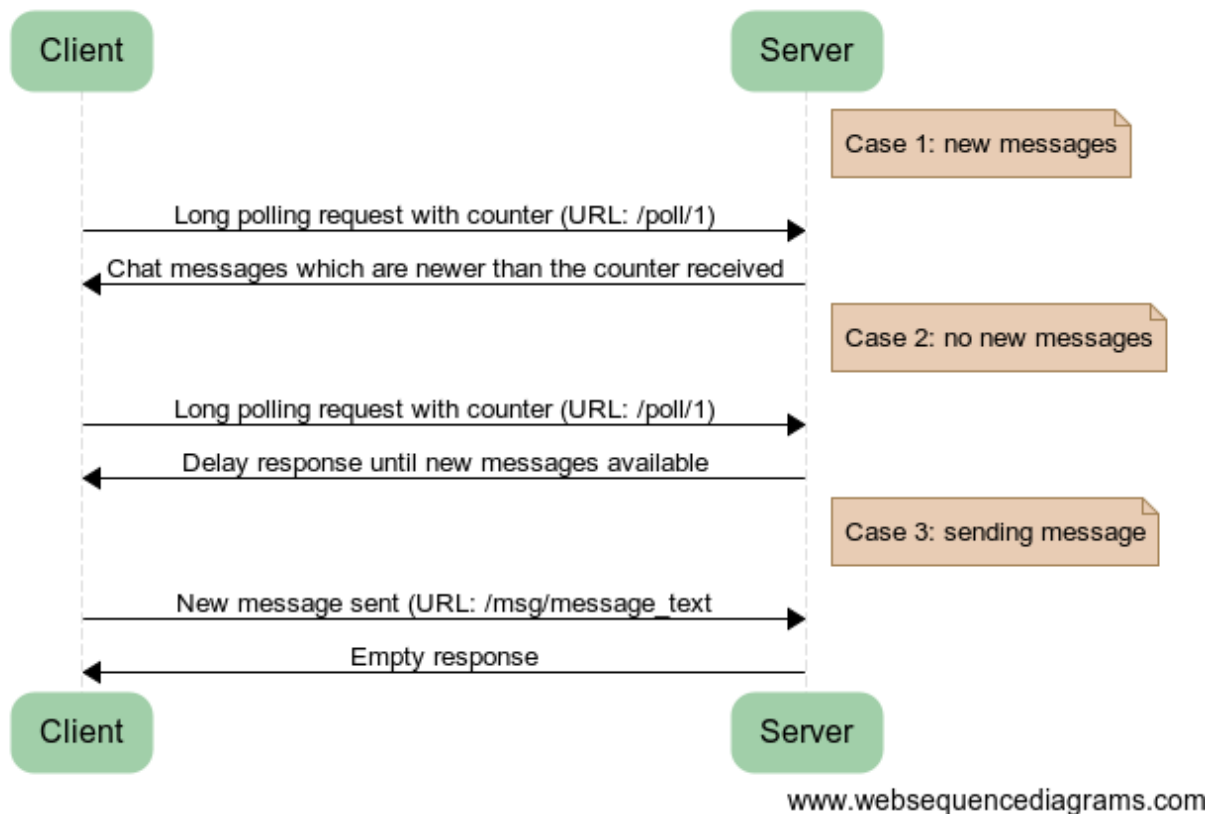 Client
Server
Case 1: new messages
Long polling request with counter (URL: /poll/1)
Chat messages which are newer than the counter received
Case 2: no new messages
Long polling request with counter (URL: /poll/1)
Delay response until new messages available
Case 3: sending message
New message sent (URL: /msg/message_text
Empty response
Client
Server
www.websequencediagrams.com